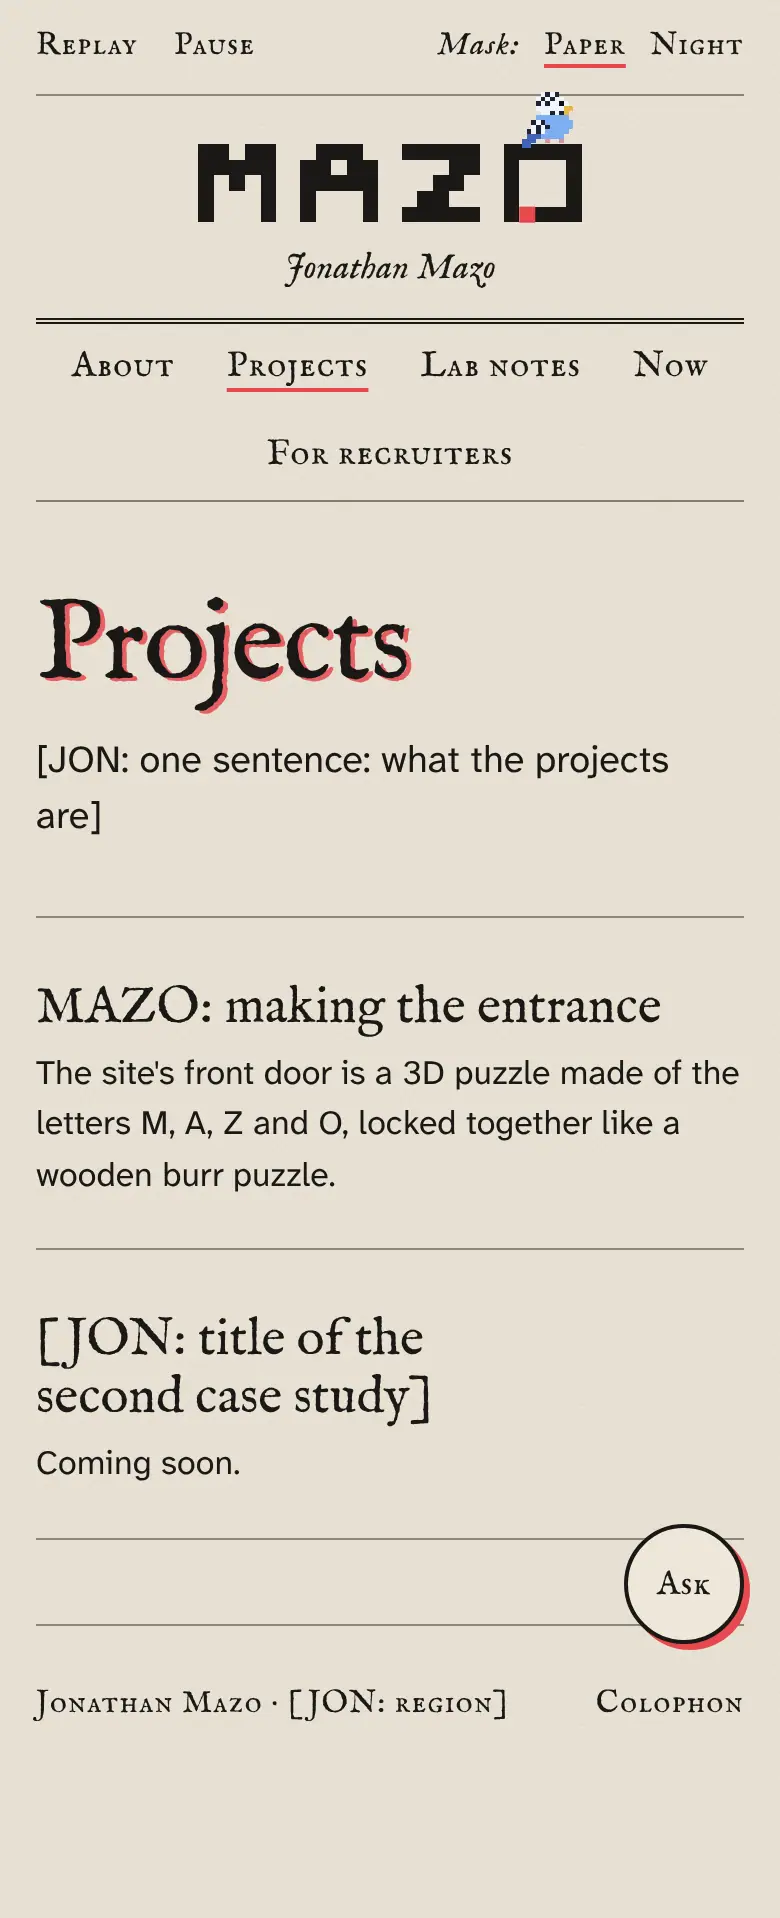 Replay Pause Mask: Paper Night
MAZO
Jonathan Mazo
About Projects Lab notes Now
For recruiters
Projects
[JON: one sentence: what the projects
are]
MAZO: making the entrance
The site's front door is a 3D puzzle made of the
letters M, A, Z and O, locked together like a
wooden burr puzzle.
[JON: title of the
second case study]
Coming soon.
Ask
Jonathan Mazo · [JON: region] Colophon